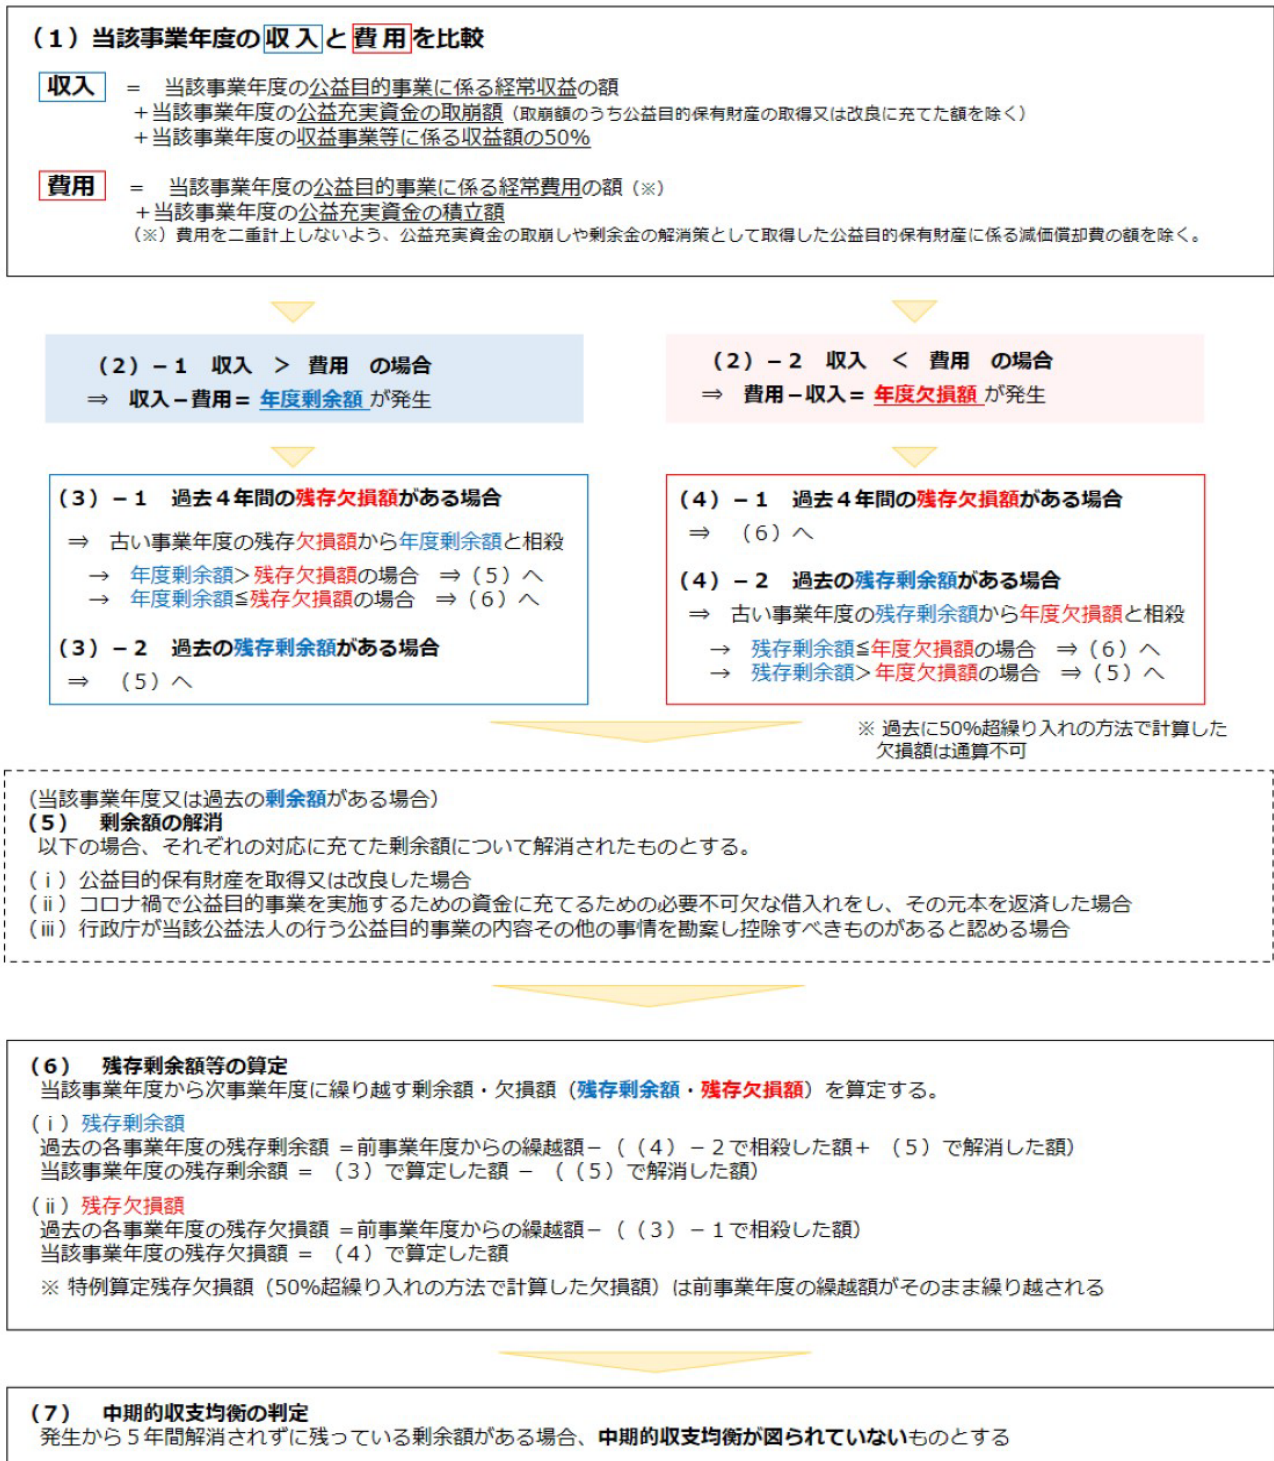 （１）当該事業年度の収入と費用を比較
収入 ＝ 当該事業年度の公益目的事業に係る経常収益の額
＋当該事業年度の公益充実資金の取崩額（取崩額のうち公益目的保有財産の取得又は改良に充てた額を除く）
＋当該事業年度の収益事業等に係る収益額の50%
費用 ＝ 当該事業年度の公益目的事業に係る経常費用の額（※）
＋当該事業年度の公益充実資金の積立額
（※）費用を二重計上しないよう、公益充実資金の取崩しや剰余金の解消策として取得した公益目的保有財産に係る減価償却費の額を除く。
（２）－１ 収入 ＞ 費用 の場合
⇒ 収入－費用＝ 年度剰余額 が発生
（２）－２ 収入 ＜ 費用 の場合
⇒ 費用－収入＝ 年度欠損額 が発生
（３）－１ 過去４年間の残存欠損額がある場合
⇒ 古い事業年度の残存欠損額から年度剰余額と相殺
→ 年度剰余額＞残存欠損額の場合 ⇒（５）へ
→ 年度剰余額≦残存欠損額の場合 ⇒（６）へ
（３）－２ 過去の残存剰余額がある場合
⇒ （５）へ
（４）－１ 過去４年間の残存欠損額がある場合
⇒ （６）へ
（４）－２ 過去の残存剰余額がある場合
⇒ 古い事業年度の残存剰余額から年度欠損額と相殺
→ 残存剰余額≦年度欠損額の場合 ⇒（６）へ
→ 残存剰余額＞年度欠損額の場合 ⇒（５）へ
※ 過去に50%超繰り入れの方法で計算した
欠損額は通算不可
（当該事業年度又は過去の剰余額がある場合）
（５） 剰余額の解消
以下の場合、それぞれの対応に充てた剰余額について解消されたものとする。
（ⅰ）公益目的保有財産を取得又は改良した場合
（ⅱ）コロナ禍で公益目的事業を実施するための資金に充てるための必要不可欠な借入れをし、その元本を返済した場合
（ⅲ）行政庁が当該公益法人の行う公益目的事業の内容その他の事情を勘案し控除すべきものがあると認める場合
（６） 残存剰余額等の算定
当該事業年度から次事業年度に繰り越す剰余額・欠損額（残存剰余額・残存欠損額）を算定する。
（ⅰ）残存剰余額
過去の各事業年度の残存剰余額 ＝前事業年度からの繰越額－（（４）－２で相殺した額＋ （５）で解消した額）
当該事業年度の残存剰余額 ＝ （３）で算定した額 － （（５）で解消した額）
（ⅱ）残存欠損額
過去の各事業年度の残存欠損額 ＝前事業年度からの繰越額－（（３）－１で相殺した額）
当該事業年度の残存欠損額 ＝ （４）で算定した額
※ 特例算定残存欠損額（50%超繰り入れの方法で計算した欠損額）は前事業年度の繰越額がそのまま繰り越される
（７） 中期的収支均衡の判定
発生から５年間解消されずに残っている剰余額がある場合、中期的収支均衡が図られていないものとする